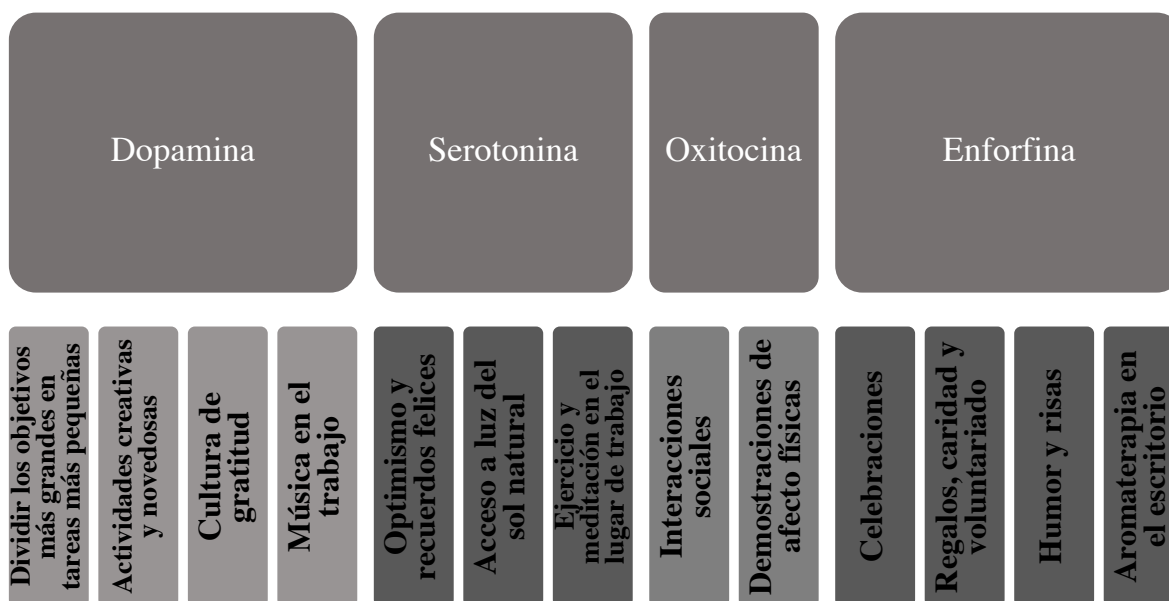 Dopamina
Serotonina
Oxitocina
Enforfina
Dividir los objetivos
más grandes en
tareas más pequeñas
Actividades creativas
y novedosas
Cultura de
gratitud
Música en el
trabajo
Optimismo y
recuerdos felices
Acceso a luz del
sol natural
Ejercicio y
meditación en el
lugar de trabajo
Interacciones
sociales
Demostraciones de
afecto físicas
Celebraciones
Regalos, caridad y
voluntariado
Humor y risas
Aromaterapia en
el escritorio